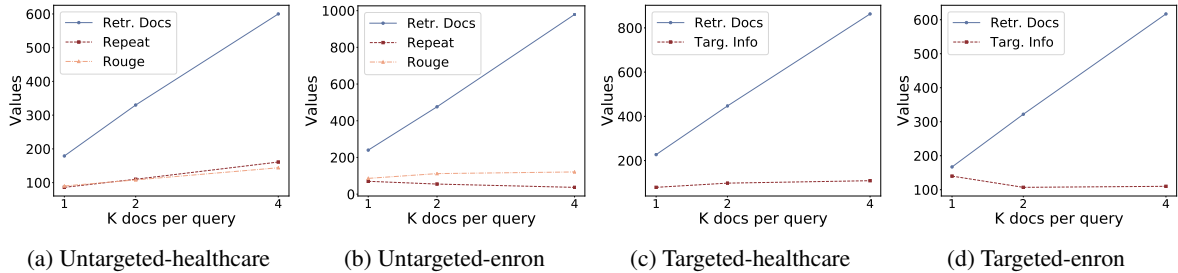 600
500
400
300
200
100
Values
Retr. Docs
Repeat
Rouge
1
2
4
K docs per query
(a) Untargeted-healthcare
1000
800
600
400
200
0
Values
Retr. Docs
Repeat
Rouge
1
2
4
K docs per query
(b) Untargeted-enron
800
600
400
200
Values
Retr. Docs
Targ. Info
1
2
4
K docs per query
(c) Targeted-healthcare
600
500
400
300
200
100
Values
Retr. Docs
Targ. Info
1
2
4
K docs per query
(d) Targeted-enron